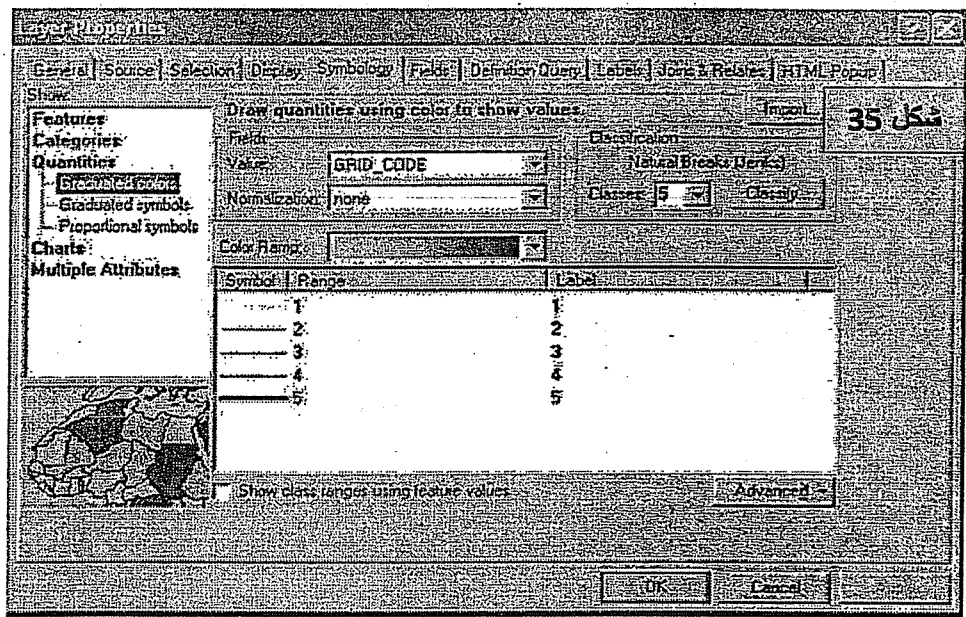 Layer Properties
General Source Selection Display Symbology Fields Definition Query Labels Joins & Relates HTML Popup
Show:
Features
Categories
Quantities
Graduated colors
Graduated symbols
Proportional symbols
Charts
Multiple Attributes
Draw quantities using color to show values
Import...
شكل 35
Fields
Value: GRID_CODE
Normalization: none
Classification
Natural Breaks (Jenks)
Classes: 5 Classify...
Color Ramp:
Symbol Range Label
1 1
2 2
3 3
4 4
5 5
Show class ranges using feature values
Advanced
OK Cancel